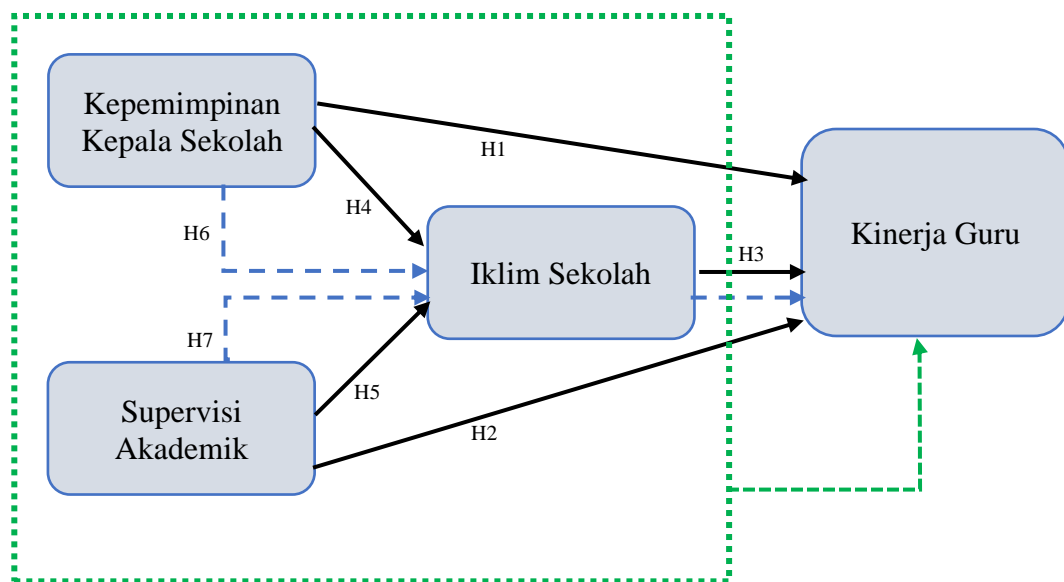 Kepemimpinan
Kepala Sekolah
H1
H4
H6
Iklim Sekolah
H3
Kinerja Guru
H7
H5
H2
Supervisi
Akademik